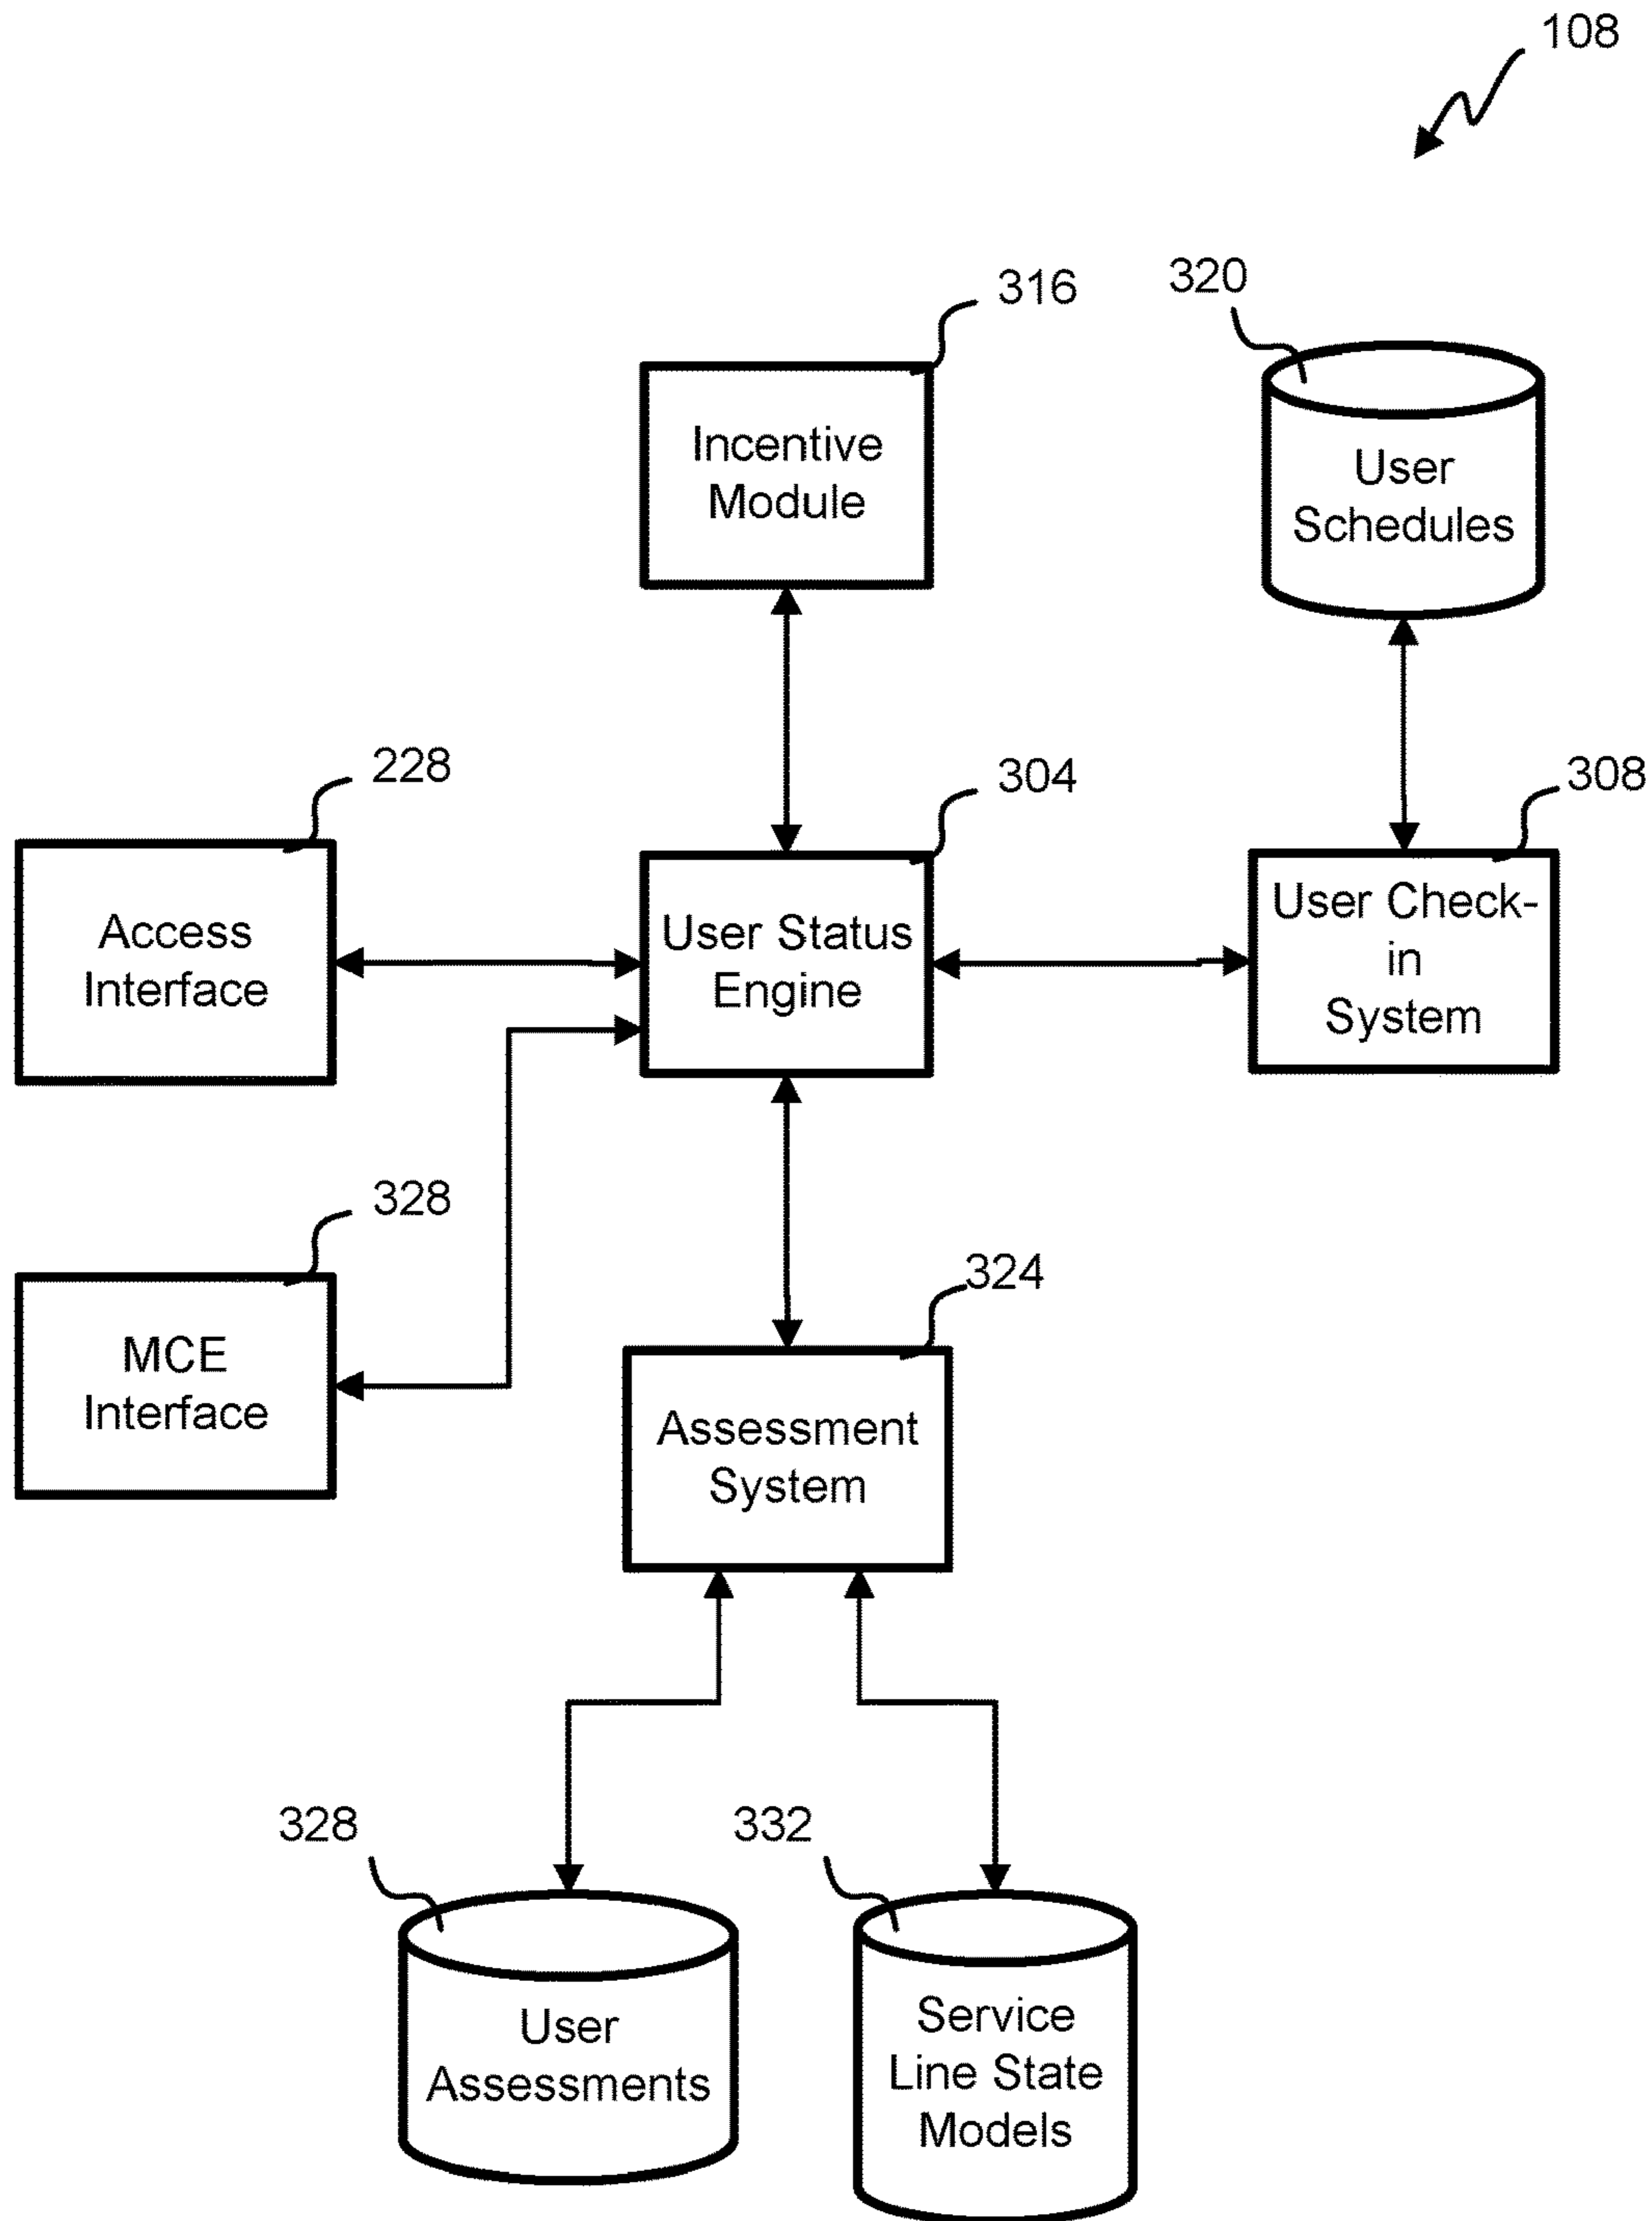 108
316
320
Incentive
Module
User
Schedules
228
304
308
Access
Interface
User Status
Engine
User Check-
in
System
328
MCE
Interface
324
Assessment
System
328
332
User
Assessments
Service
Line State
Models